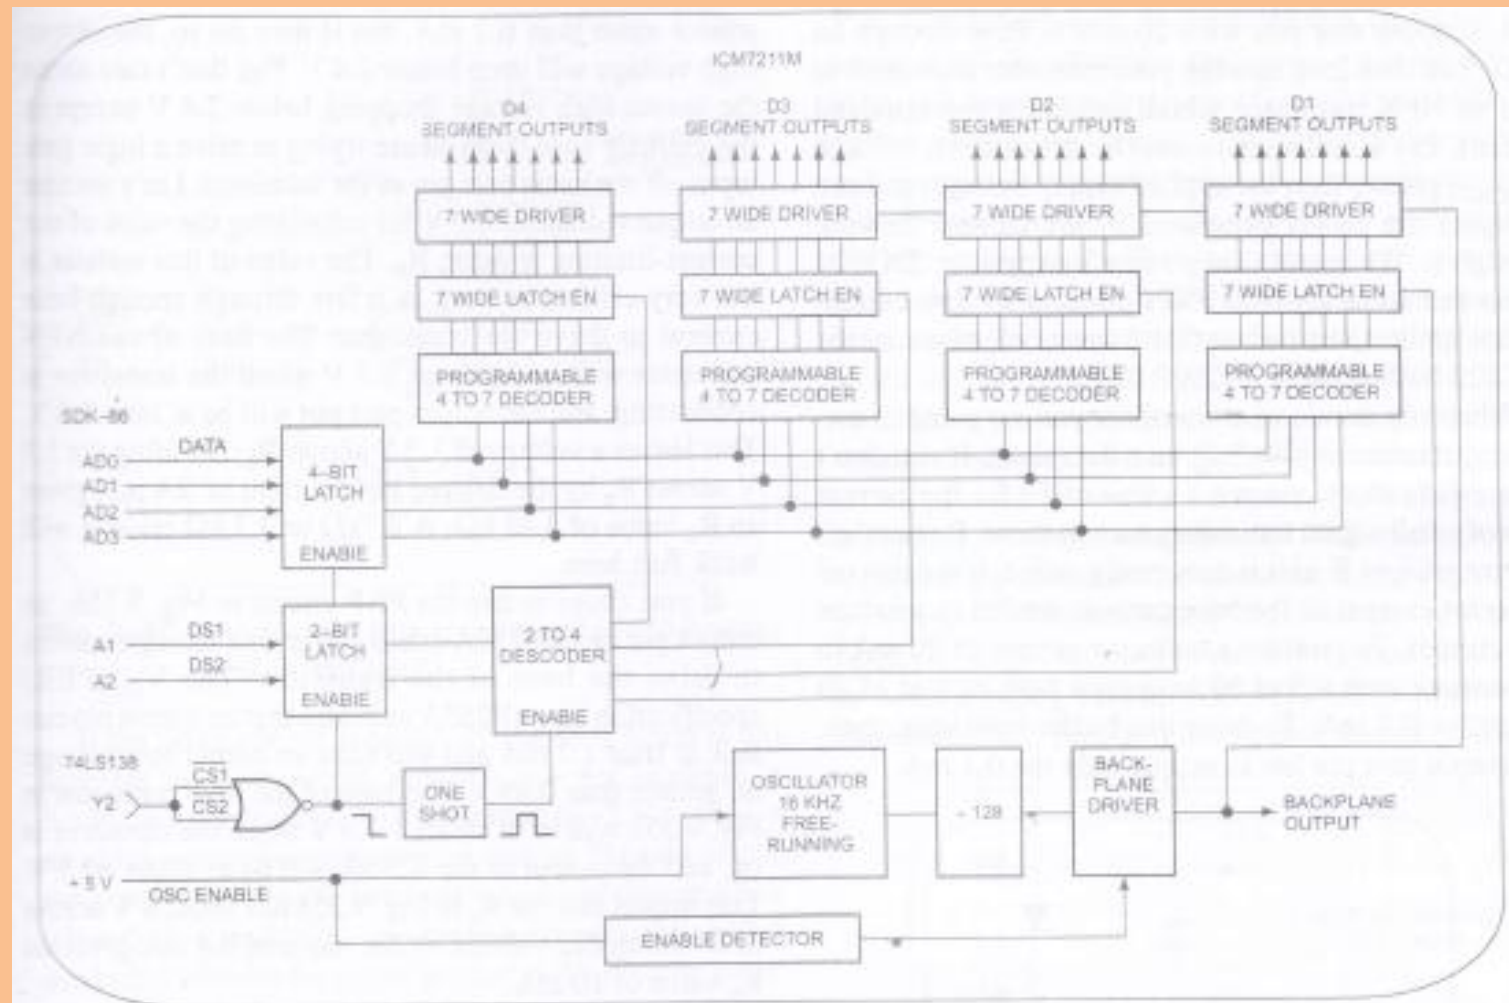 ICM7211M
D4
SEGMENT OUTPUTS
D3
SEGMENT OUTPUTS
D2
SEGMENT OUTPUTS
D1
SEGMENT OUTPUTS
7 WIDE DRIVER
7 WIDE DRIVER
7 WIDE DRIVER
7 WIDE DRIVER
7 WIDE LATCH EN
7 WIDE LATCH EN
7 WIDE LATCH EN
7 WIDE LATCH EN
PROGRAMMABLE
4 TO 7 DECODER
PROGRAMMABLE
4 TO 7 DECODER
PROGRAMMABLE
4 TO 7 DECODER
PROGRAMMABLE
4 TO 7 DECODER
SDK-86
DATA
AD0
AD1
AD2
AD3
4-BIT
LATCH
ENABIE
DS1
A1
DS2
A2
2-BIT
LATCH
ENABIE
2 TO 4
DESCODER
ENABIE
74LS138
CS1
Y2
CS2
ONE
SHOT
OSCILLATOR
16 KHZ
FREE-
RUNNING
÷ 128
BACK-
PLANE
DRIVER
BACKPLANE
OUTPUT
+ 5 V
OSC ENABLE
ENABLE DETECTOR